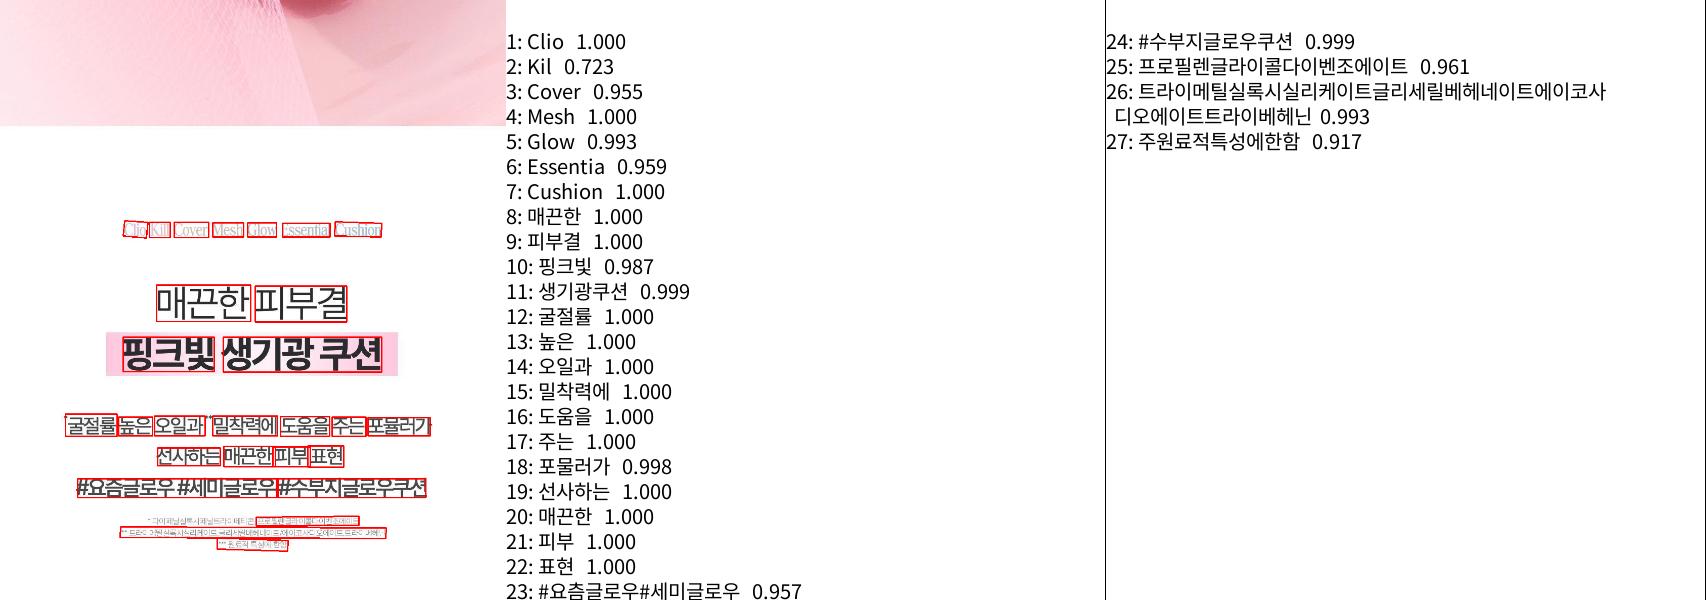 Clio Kill Cover Mesh Glow Essential Cushion
매끈한 피부결
핑크빛 생기광 쿠션
*굴절률 높은 오일과 **밀착력에 도움을 주는 포뮬러가
선사하는 매끈한 피부 표현
#요즘글로우 #세미글로우 #수부지글로우쿠션
1: Clio 1.000
2: Kil 0.723
3: Cover 0.955
4: Mesh 1.000
5: Glow 0.993
6: Essentia 0.959
7: Cushion 1.000
8: 매끈한 1.000
9: 피부결 1.000
10: 핑크빛 0.987
11: 생기광쿠션 0.999
12: 굴절률 1.000
13: 높은 1.000
14: 오일과 1.000
15: 밀착력에 1.000
16: 도움을 1.000
17: 주는 1.000
18: 포물러가 0.998
19: 선사하는 1.000
20: 매끈한 1.000
21: 피부 1.000
22: 표현 1.000
23: #요츰글로우#세미글로우 0.957
24: #수부지글로우쿠션 0.999
25: 프로필렌글라이콜다이벤조에이트 0.961
26: 트라이메틸실록시실리케이트글리세릴베헤네이트에이코사
디오에이트트라이베헤닌 0.993
27: 주원료적특성에한함 0.917